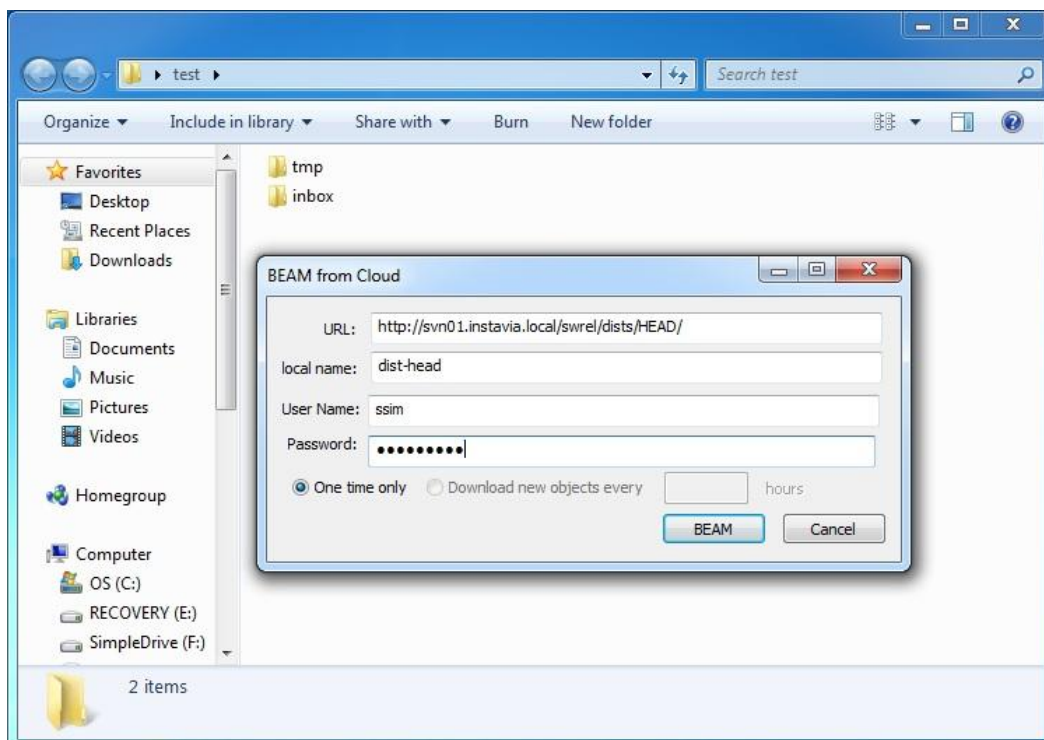 test
Search test
Organize Include in library Share with Burn New folder
Favorites
Desktop
Recent Places
Downloads
Libraries
Documents
Music
Pictures
Videos
Homegroup
Computer
OS (C:)
RECOVERY (E:)
SimpleDrive (F:)
tmp
inbox
BEAM from Cloud
URL: http://svn01.instavia.local/swrel/dists/HEAD/
local name: dist-head
User Name: ssim
Password: •••••••••
One time only Download new objects every hours
BEAM Cancel
2 items